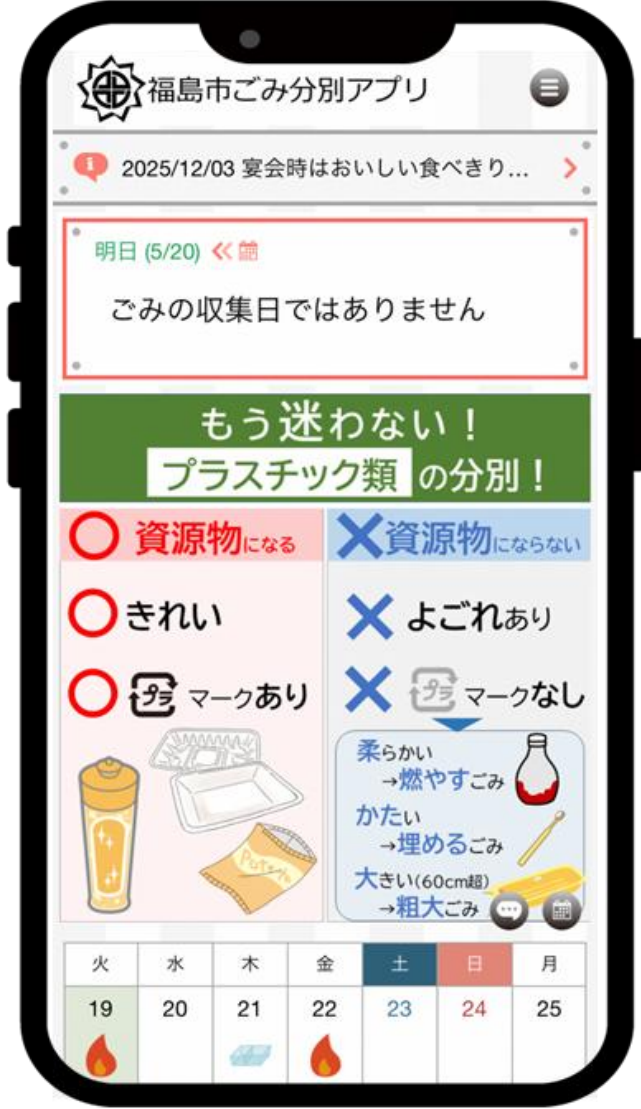 福島市ごみ分別アプリ
2025/12/03 宴会時はおいしい食べきり...
明日 (5/20)
ごみの収集日ではありません
もう迷わない！
プラスチック類 の分別！
資源物になる
資源物にならない
きれい
よごれあり
プラ マークあり
プラ マークなし
柔らかい
→燃やすごみ
かたい
→埋めるごみ
大きい(60cm超)
→粗大ごみ
Potato
火 水 木 金 土 日 月
19 20 21 22 23 24 25